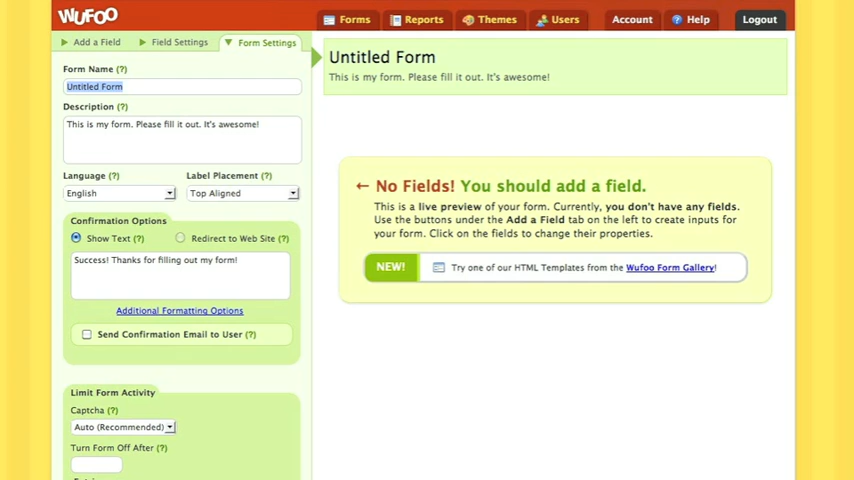 WUFOO
Forms Reports Themes Users Account Help Logout
Add a Field Field Settings Form Settings
Form Name (?)
Untitled Form
Description (?)
This is my form. Please fill it out. It's awesome!
Language (?) Label Placement (?)
English Top Aligned
Confirmation Options
Show Text (?) Redirect to Web Site (?)
Success! Thanks for filling out my form!
Additional Formatting Options
Send Confirmation Email to User (?)
Limit Form Activity
Captcha (?)
Auto (Recommended)
Turn Form Off After (?)
Untitled Form
This is my form. Please fill it out. It's awesome!
← No Fields! You should add a field.
This is a live preview of your form. Currently, you don't have any fields.
Use the buttons under the Add a Field tab on the left to create inputs for
your form. Click on the fields to change their properties.
NEW! Try one of our HTML Templates from the Wufoo Form Gallery!